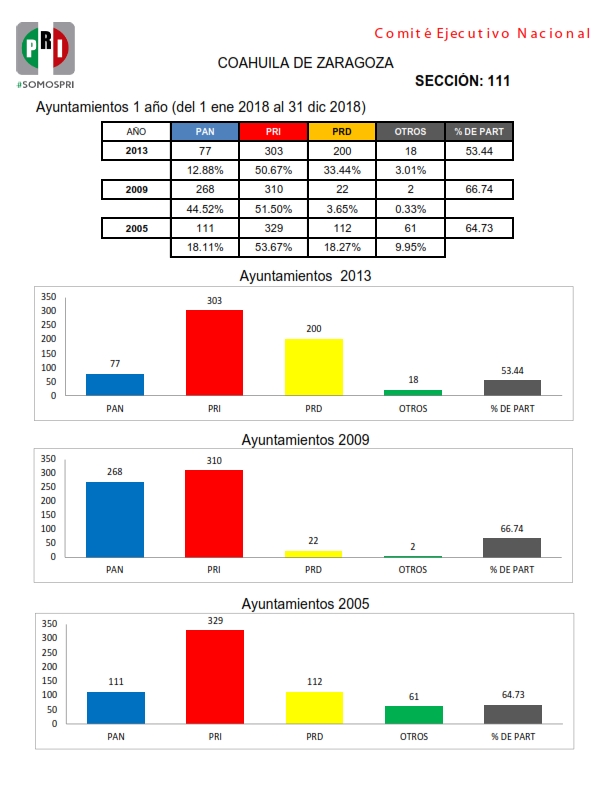 Comité Ejecutivo Nacional
PRI
#SOMOSPRI
COAHUILA DE ZARAGOZA
SECCIÓN: 111
Ayuntamientos 1 año (del 1 ene 2018 al 31 dic 2018)
AÑO PAN PRI PRD OTROS % DE PART
2013 77 303 200 18 53.44
12.88% 50.67% 33.44% 3.01%
2009 268 310 22 2 66.74
44.52% 51.50% 3.65% 0.33%
2005 111 329 112 61 64.73
18.11% 53.67% 18.27% 9.95%
Ayuntamientos 2013
350
303
300
250
200
200
150
100
77
53.44
50
18
0
PAN PRI PRD OTROS % DE PART
Ayuntamientos 2009
350
310
300
268
250
200
150
100
66.74
50
22
2
0
PAN PRI PRD OTROS % DE PART
Ayuntamientos 2005
329
350
300
250
200
150
111
112
100
61
64.73
50
0
PAN PRI PRD OTROS % DE PART